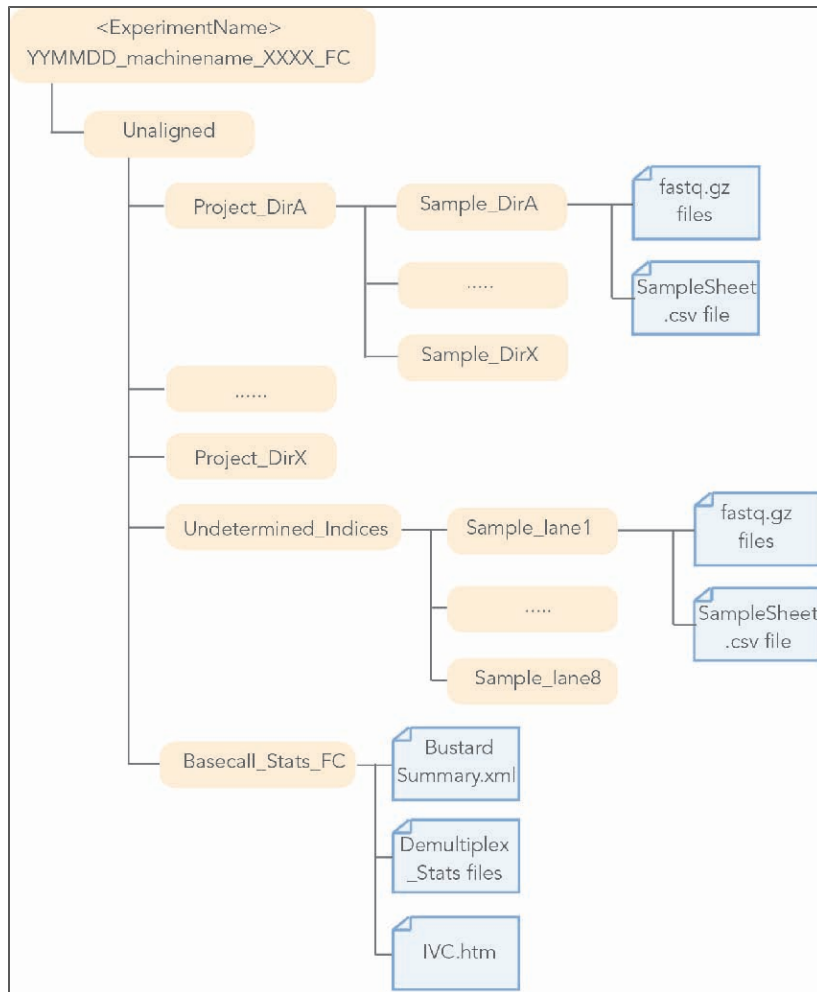 <ExperimentName>
YYMMDD_machinename_XXXX_FC
Unaligned
Project_DirA
Sample_DirA
fastq.gz
files
.....
SampleSheet
.csv file
Sample_DirX
......
Project_DirX
Undetermined_Indices
Sample_lane1
fastq.gz
files
.....
SampleSheet
.csv file
Sample_lane8
Basecall_Stats_FC
Bustard
Summary.xml
Demultiplex
_Stats files
IVC.htm